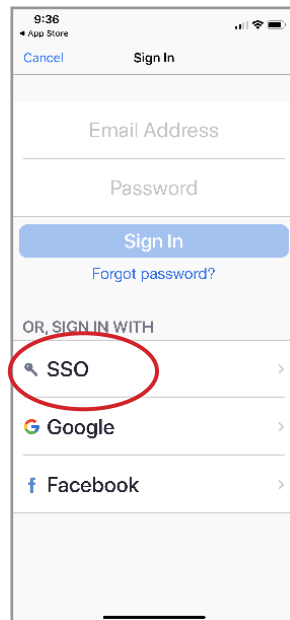 9:36
App Store
Cancel Sign In
Email Address
Password
Sign In
Forgot password?
OR, SIGN IN WITH
SSO
Google
Facebook